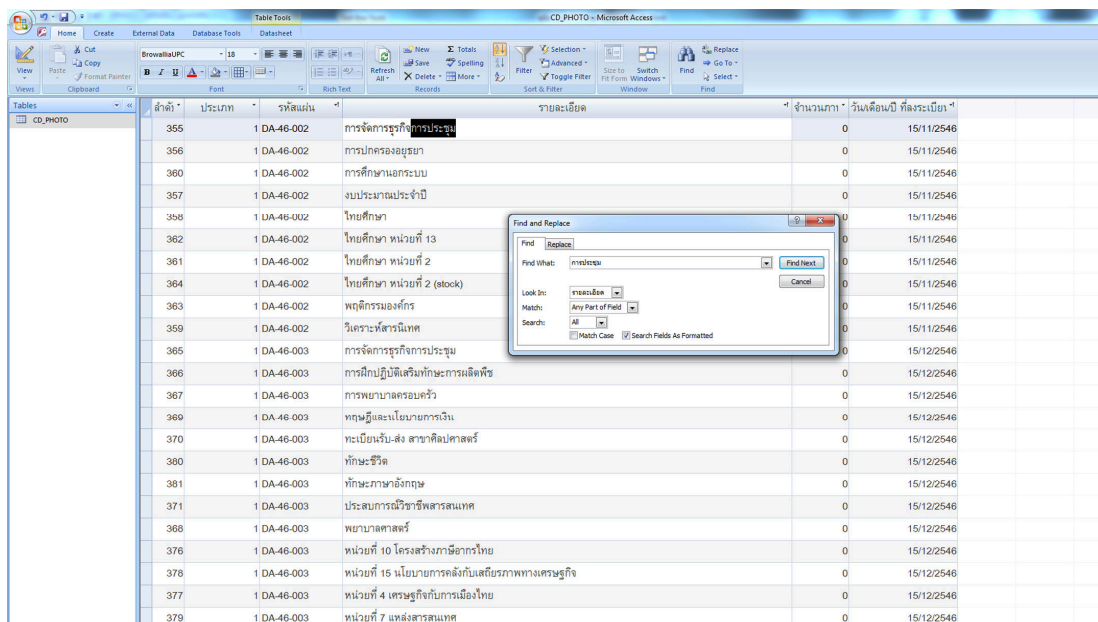 Table Tools
CD_PHOTO - Microsoft Access
Home Create External Data Database Tools Datasheet
View
Paste
Cut
Copy
Format Painter
BrowalliaUPC 18
B I U A
Refresh All
New
Save
Delete
Totals
Spelling
More
Filter
Selection
Advanced
Toggle Filter
Size to Fit Form
Switch Windows
Find
Replace
Go To
Select
Views Clipboard Font Rich Text Records Sort & Filter Window Find
Tables
CD_PHOTO
ลำดั ประเภท รหัสแผ่น รายละเอียด จำนวนภา วัน/เดือน/ปี ที่ลงระเบียา
355 1 DA-46-002 การจัดการธุรกิจการประชุม 0 15/11/2546
356 1 DA-46-002 การปกครองอยุธยา 0 15/11/2546
360 1 DA-46-002 การศึกษานอกระบบ 0 15/11/2546
357 1 DA-46-002 งบประมาณประจำปี 0 15/11/2546
358 1 DA-46-002 ไทยศึกษา 0 15/11/2546
362 1 DA-46-002 ไทยศึกษา หน่วยที่ 13 0 15/11/2546
361 1 DA-46-002 ไทยศึกษา หน่วยที่ 2 0 15/11/2546
364 1 DA-46-002 ไทยศึกษา หน่วยที่ 2 (stock) 0 15/11/2546
363 1 DA-46-002 พฤติกรรมองค์กร 0 15/11/2546
359 1 DA-46-002 วิเคราะห์สารนิเทศ 0 15/11/2546
365 1 DA-46-003 การจัดการธุรกิจการประชุม 0 15/12/2546
366 1 DA-46-003 การฝึกปฏิบัติเสริมทักษะการผลิตพืช 0 15/12/2546
367 1 DA-46-003 การพยาบาลครอบครัว 0 15/12/2546
369 1 DA-46-003 ทฤษฎีและนโยบายการเงิน 0 15/12/2546
370 1 DA-46-003 ทะเบียนรับ-ส่ง สาขาศิลปศาสตร์ 0 15/12/2546
380 1 DA-46-003 ทักษะชีวิต 0 15/12/2546
381 1 DA-46-003 ทักษะภาษาอังกฤษ 0 15/12/2546
371 1 DA-46-003 ประสบการณ์วิชาชีพสารสนเทศ 0 15/12/2546
368 1 DA-46-003 พยาบาลศาสตร์ 0 15/12/2546
376 1 DA-46-003 หน่วยที่ 10 โครงสร้างภาษีอากรไทย 0 15/12/2546
378 1 DA-46-003 หน่วยที่ 15 นโยบายการคลังกับเสถียรภาพทางเศรษฐกิจ 0 15/12/2546
377 1 DA-46-003 หน่วยที่ 4 เศรษฐกิจกับการเมืองไทย 0 15/12/2546
379 1 DA-46-003 หน่วยที่ 7 แหล่งสารสนเทศ 0 15/12/2546
Find and Replace
Find Replace
Find What: การประชุม Find Next
Cancel
Look In: รายละเอียด
Match: Any Part of Field
Search: All
Match Case Search Fields As Formatted